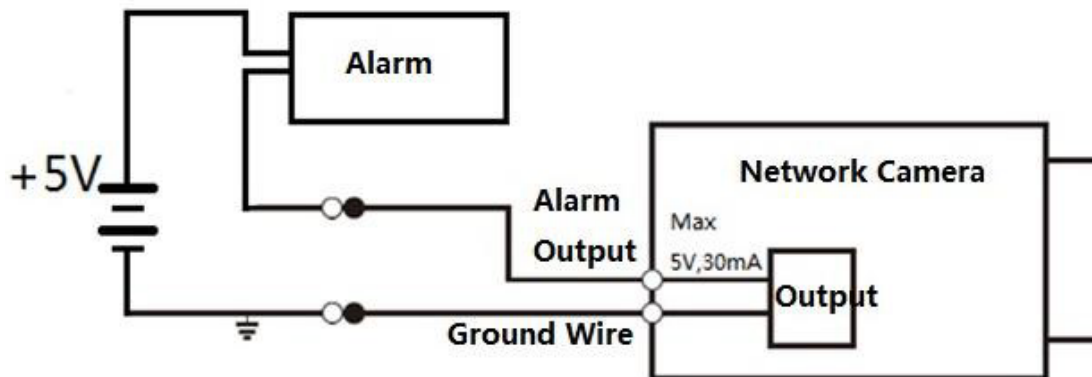 Alarm
+5V
Network Camera
Alarm
Output
Max
5V,30mA
Output
Ground Wire